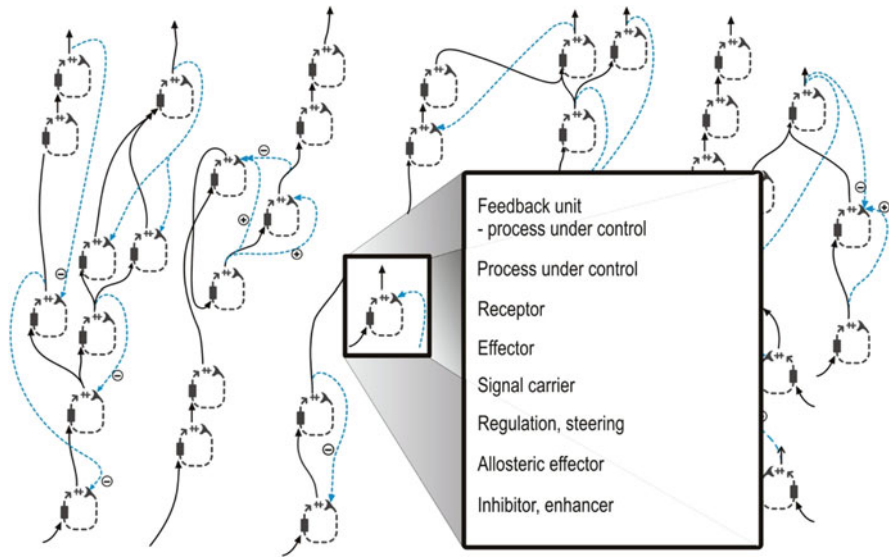 Feedback unit
- process under control
Process under control
Receptor
Effector
Signal carrier
Regulation, steering
Allosteric effector
Inhibitor, enhancer